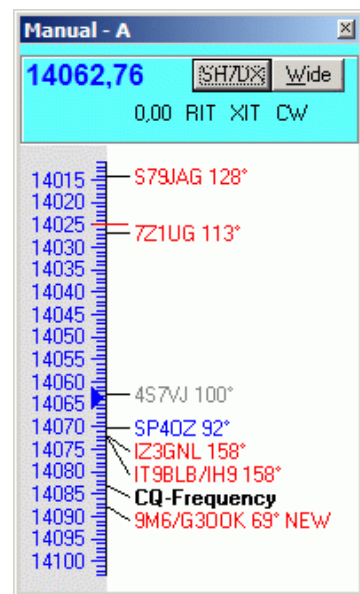 Manual - A
14062,76 SH/DX Wide
0,00 RIT XIT CW
14015 S79JAG 128°
14020
14025
7Z1UG 113°
14030
14035
14040
14045
14050
14055
14060
4S7VJ 100°
14065
14070 SP4OZ 92°
14075 IZ3GNL 158°
14080 IT9BLB/IH9 158°
14085 CQ-Frequency
14090 9M6/G3OOK 69° NEW
14095
14100